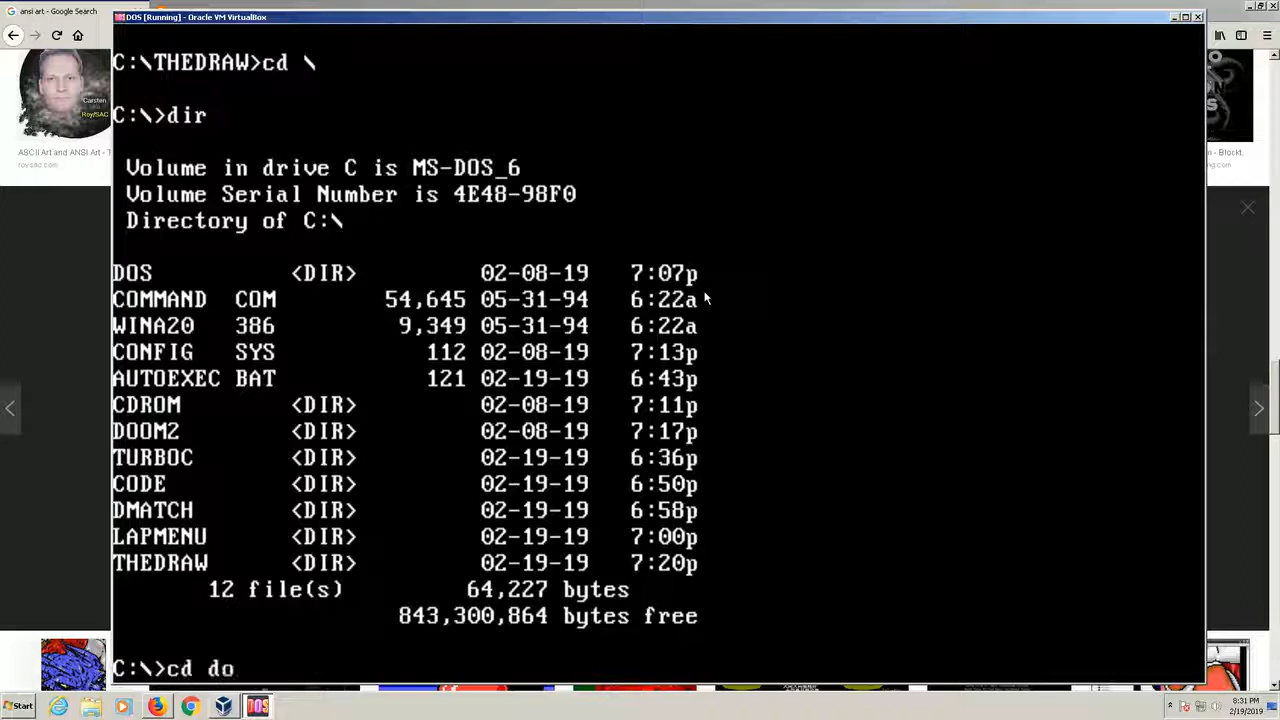 ansi art - Google Search
DOS [Running] - Oracle VM VirtualBox
C:\THEDRAW>cd \
C:\>dir
Volume in drive C is MS-DOS_6
Volume Serial Number is 4E48-98F0
Directory of C:\
DOS <DIR> 02-08-19 7:07p
COMMAND COM 54,645 05-31-94 6:22a
WINA20 386 9,349 05-31-94 6:22a
CONFIG SYS 112 02-08-19 7:13p
AUTOEXEC BAT 121 02-19-19 6:43p
CDROM <DIR> 02-08-19 7:11p
DOOM2 <DIR> 02-08-19 7:17p
TURBOC <DIR> 02-19-19 6:36p
CODE <DIR> 02-19-19 6:50p
DMATCH <DIR> 02-19-19 6:58p
LAPMENU <DIR> 02-19-19 7:00p
THEDRAW <DIR> 02-19-19 7:20p
12 file(s) 64,227 bytes
843,300,864 bytes free
C:\>cd do
Carsten
Roy/SAC
ASCII Art and ANSI Art - T
roysac.com
- Blockt.
Start
DOS
8:31 PM
2/19/2019